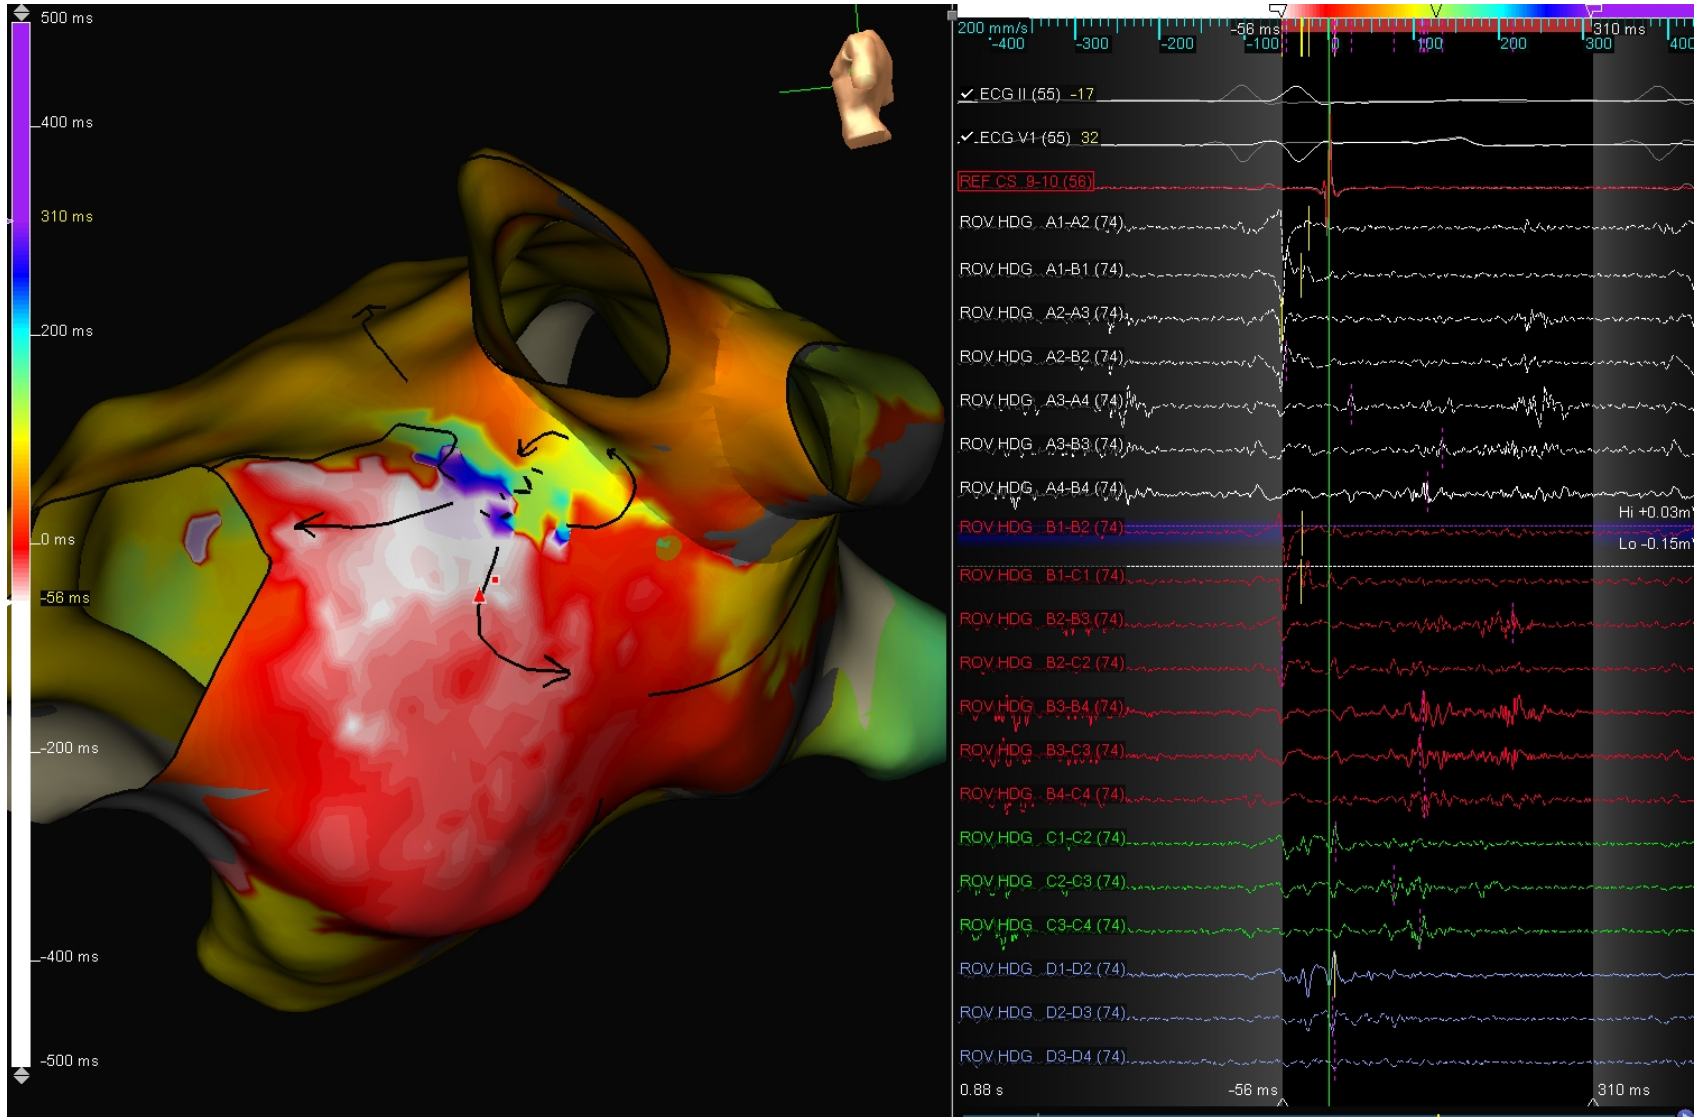 500 ms
400 ms
310 ms
200 ms
0 ms
-56 ms
-200 ms
-400 ms
-500 ms
200 mm/s
-56 ms
310 ms
-400
-300
-200
-100
0
100
200
300
400
ECG II (55) -17
ECG V1 (55) 32
REF CS 9-10 (56)
ROV HDG A1-A2 (74)
ROV HDG A1-B1 (74)
ROV HDG A2-A3 (74)
ROV HDG A2-B2 (74)
ROV HDG A3-A4 (74)
ROV HDG A3-B3 (74)
ROV HDG A4-B4 (74)
Hi +0.03m
ROV HDG B1-B2 (74)
Lo -0.15m
ROV HDG B1-C1 (74)
ROV HDG B2-B3 (74)
ROV HDG B2-C2 (74)
ROV HDG B3-B4 (74)
ROV HDG B3-C3 (74)
ROV HDG B4-C4 (74)
ROV HDG C1-C2 (74)
ROV HDG C2-C3 (74)
ROV HDG C3-C4 (74)
ROV HDG D1-D2 (74)
ROV HDG D2-D3 (74)
ROV HDG D3-D4 (74)
0.88 s
-56 ms
310 ms